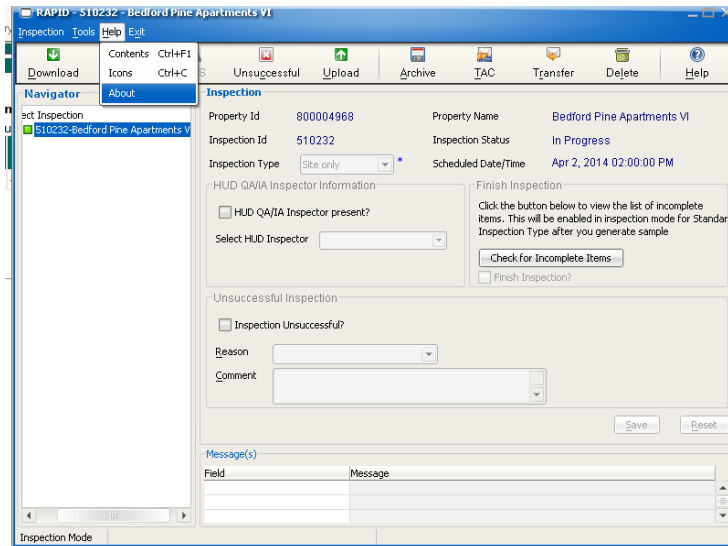 RAPID - 510232 - Bedford Pine Apartments VI
Inspection Tools Help Exit
Contents Ctrl+F1
Icons Ctrl+C
About
Download
Unsuccessful
Upload
Archive
TAC
Transfer
Delete
Help
Navigator
ect Inspection
510232-Bedford Pine Apartments V
Inspection
Property Id 800004968 Property Name Bedford Pine Apartments VI
Inspection Id 510232 Inspection Status In Progress
Inspection Type Site only * Scheduled Date/Time Apr 2, 2014 02:00:00 PM
HUD QA/IA Inspector Information
HUD QA/IA Inspector present?
Select HUD Inspector
Finish Inspection
Click the button below to view the list of incomplete
items. This will be enabled in inspection mode for Standar
Inspection Type after you generate sample
Check for Incomplete Items
Finish Inspection?
Unsuccessful Inspection
Inspection Unsuccessful?
Reason
Comment
Save Reset
Message(s)
Field Message
Inspection Mode